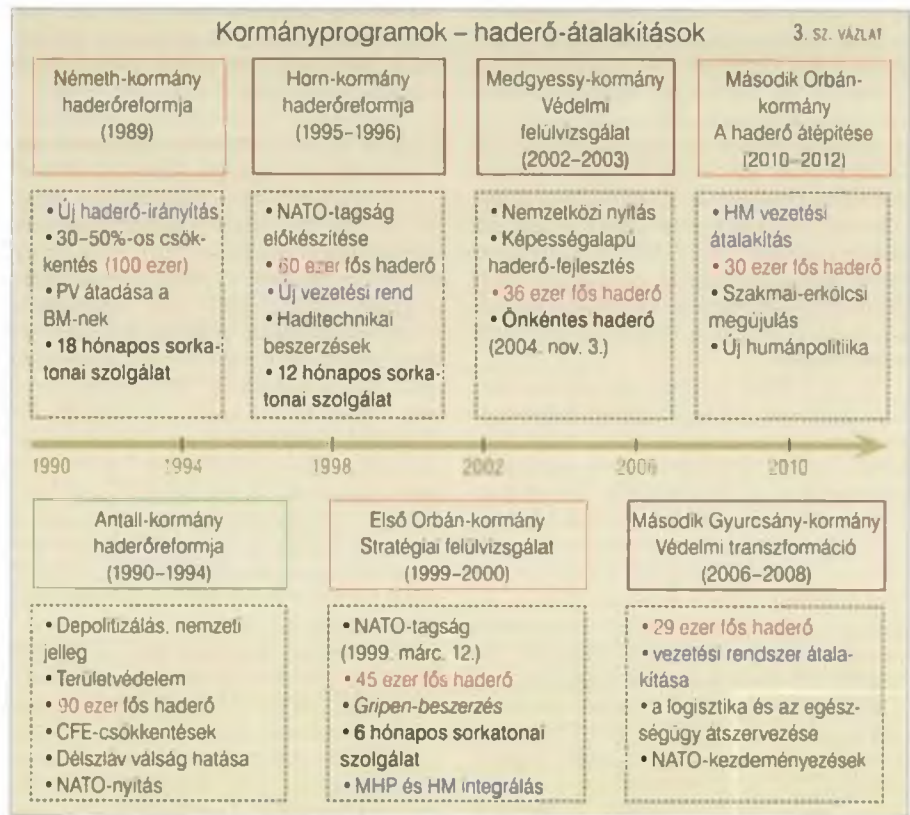 Kormányprogramok – haderő-átalakítások
3. SZ. VÁZLAT
Németh-kormány
haderőreformja
(1989)
Horn-kormány
haderőreformja
(1995–1996)
Medgyessy-kormány
Védelmi
felülvizsgálat
(2002–2003)
Második Orbán-
kormány
A haderő átépítése
(2010–2012)
• Új haderő-irányítás
• 30–50%-os csök-
kentés (100 ezer)
• PV átadása a
BM-nek
• 18 hónapos sorka-
tonai szolgálat
• NATO-tagság
előkészítése
• 60 ezer fős haderő
• Új vezetési rend
• Haditechnikai
beszerzések
• 12 hónapos sorka-
tonai szolgálat
• Nemzetközi nyitás
• Képességalapú
haderő-fejlesztés
• 36 ezer fős haderő
• Önkéntes haderő
(2004. nov. 3.)
• HM vezetési
átalakítás
• 30 ezer fős haderő
• Szakmai-erkölcsi
megújulás
• Új humánpolitiika
1990 1994 1998 2002 2006 2010
Antall-kormány
haderőreformja
(1990–1994)
Első Orbán-kormány
Stratégiai felülvizsgálat
(1999–2000)
Második Gyurcsány-kormány
Védelmi transzformáció
(2006–2008)
• Depolitizálás, nemzeti
jelleg
• Területvédelem
• 90 ezer fős haderő
• CFE-csökkentések
• Délszláv válság hatása
• NATO-nyitás
• NATO-tagság
(1999. márc. 12.)
• 45 ezer fős haderő
• Gripen-beszerzés
• 6 hónapos sorkatonai
szolgálat
• MHP és HM integrálás
• 29 ezer fős haderő
• vezetési rendszer átala-
kítása
• a logisztika és az egész-
ségügy átszervezése
• NATO-kezdeményezések